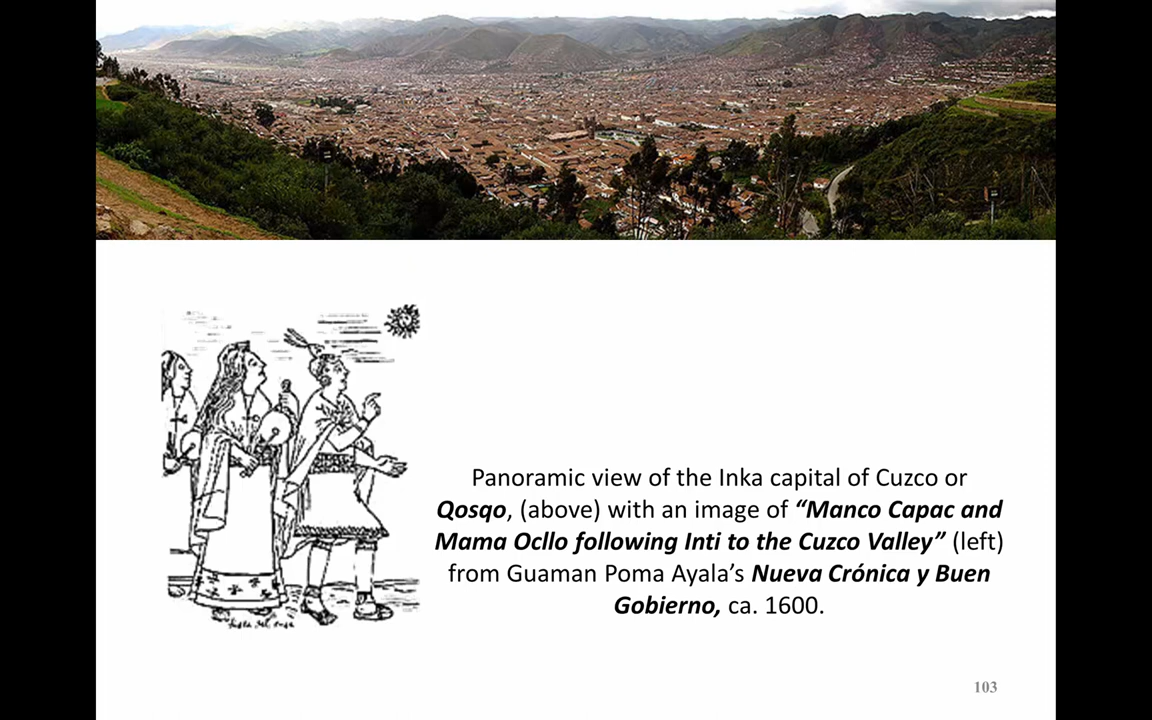 Panoramic view of the Inka capital of Cuzco or
Qosqo, (above) with an image of “Manco Capac and
Mama Ocllo following Inti to the Cuzco Valley” (left)
from Guaman Poma Ayala’s Nueva Crónica y Buen
Gobierno, ca. 1600.
103